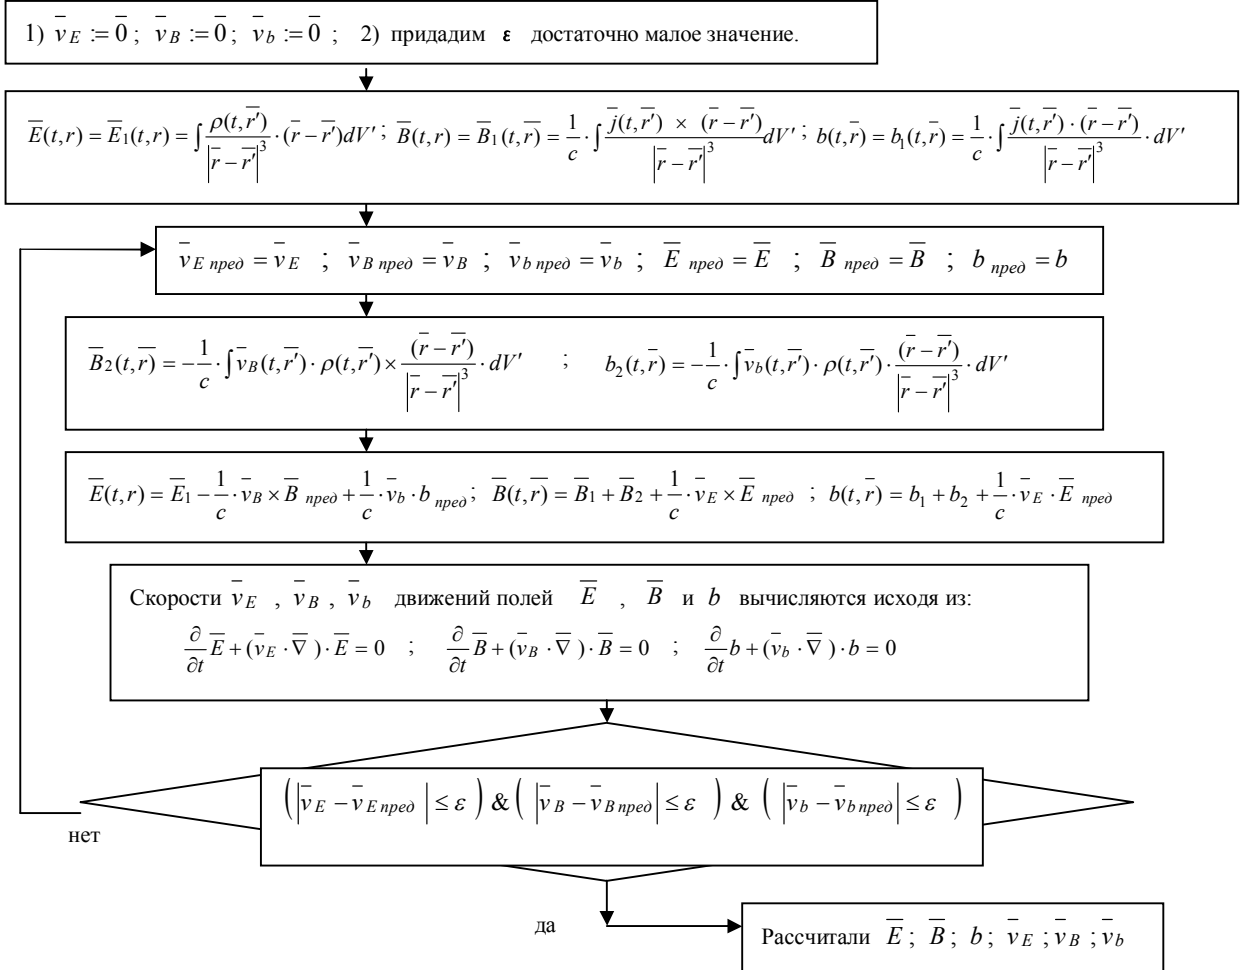 1) v̅_E := 0̅ ; v̅_B := 0̅ ; v̅_b := 0̅ ; 2) придадим ε достаточно малое значение.
E̅(t,r) = E̅₁(t,r) = ∫ ρ(t,r̅′)/|r̅ − r̅′|³ · (r̅ − r̅′)dV′ ; B̅(t,r) = B̅₁(t,r̅) = 1/c · ∫ j̅(t,r̅′) × (r̅ − r̅′)/|r̅ − r̅′|³ dV′ ; b(t,r̅) = b₁(t,r̅) = 1/c · ∫ j̅(t,r̅′) · (r̅ − r̅′)/|r̅ − r̅′|³ · dV′
v̅_E пред = v̅_E ; v̅_B пред = v̅_B ; v̅_b пред = v̅_b ; E̅ пред = E̅ ; B̅ пред = B̅ ; b пред = b
B̅₂(t,r̅) = −1/c · ∫ v̅_B(t,r̅′) · ρ(t,r̅′) × (r̅ − r̅′)/|r̅ − r̅′|³ · dV′ ; b₂(t,r̅) = −1/c · ∫ v̅_b(t,r̅′) · ρ(t,r̅′) · (r̅ − r̅′)/|r̅ − r̅′|³ · dV′
E̅(t,r) = E̅₁ − 1/c · v̅_B × B̅ пред + 1/c · v̅_b · b пред ; B̅(t,r̅) = B̅₁ + B̅₂ + 1/c · v̅_E × E̅ пред ; b(t,r̅) = b₁ + b₂ + 1/c · v̅_E · E̅ пред
Скорости v̅_E , v̅_B , v̅_b движений полей E̅ , B̅ и b вычисляются исходя из:
∂/∂t E̅ + (v̅_E · ∇̅) · E̅ = 0 ; ∂/∂t B̅ + (v̅_B · ∇̅) · B̅ = 0 ; ∂/∂t b + (v̅_b · ∇̅) · b = 0
( |v̅_E − v̅_E пред| ≤ ε ) & ( |v̅_B − v̅_B пред| ≤ ε ) & ( |v̅_b − v̅_b пред| ≤ ε )
нет
да
Рассчитали E̅ ; B̅ ; b ; v̅_E ; v̅_B ; v̅_b